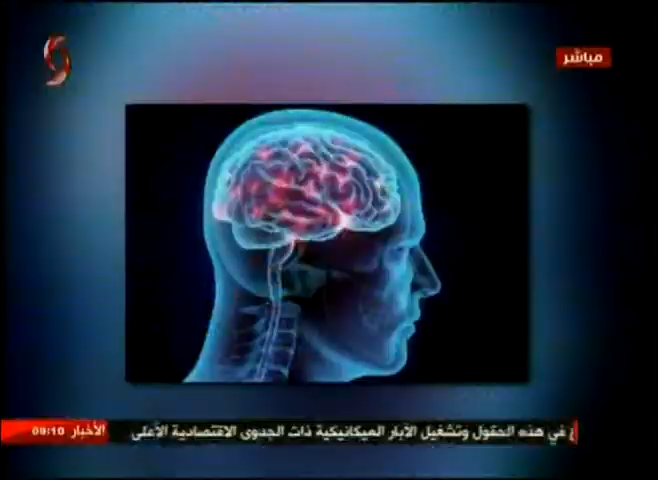 مباشر
ع في هذه الحقول وتشغيل الآبار الميكانيكية ذات الجدوى الاقتصادية الأعلى
الأخبار 09:10